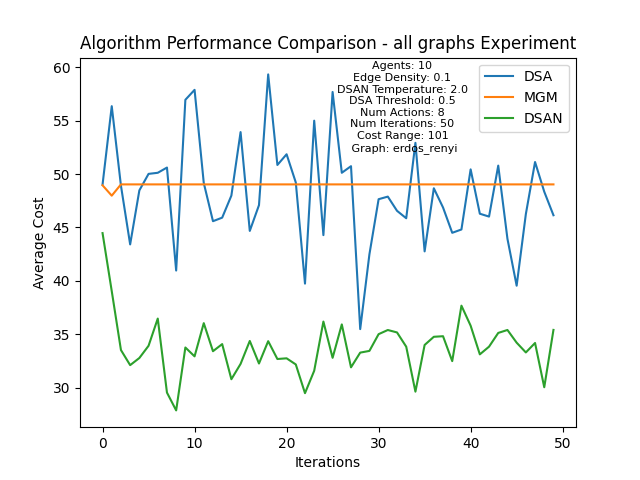 Algorithm Performance Comparison - all graphs Experiment
Agents: 10
Edge Density: 0.1
DSAN Temperature: 2.0
DSA Threshold: 0.5
Num Actions: 8
Num Iterations: 50
Cost Range: 101
Graph: erdos_renyi
DSA
MGM
DSAN
Average Cost
60
55
50
45
40
35
30
0 10 20 30 40 50
Iterations